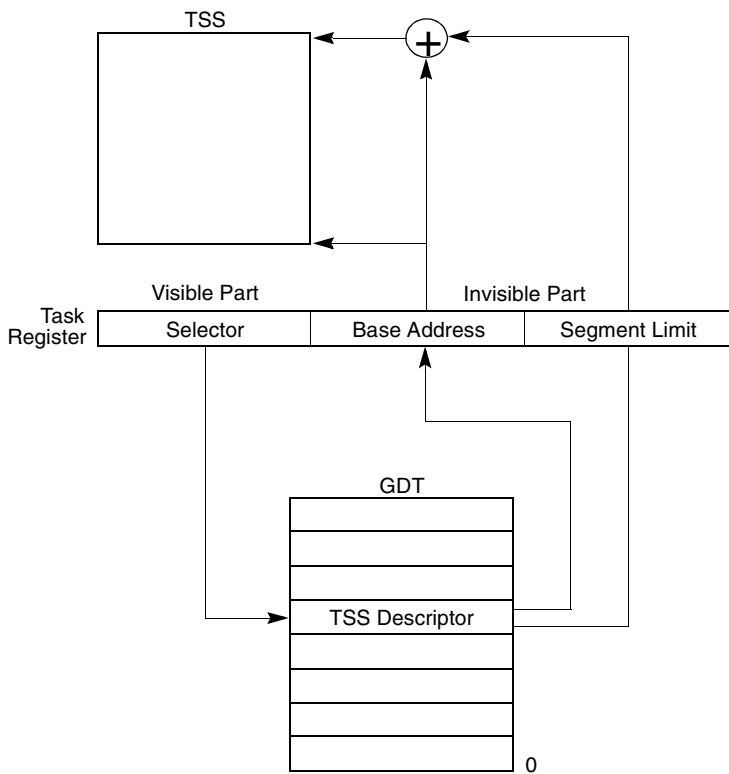 TSS
+
Visible Part
Invisible Part
Task
Register
Selector
Base Address
Segment Limit
GDT
TSS Descriptor
0